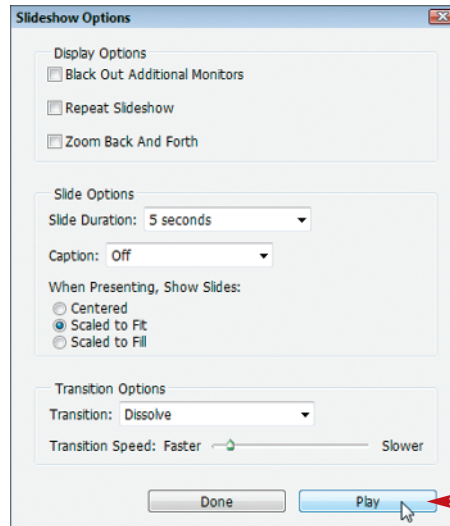 Slideshow Options
Display Options
Black Out Additional Monitors
Repeat Slideshow
Zoom Back And Forth
Slide Options
Slide Duration: 5 seconds
Caption: Off
When Presenting, Show Slides:
Centered
Scaled to Fit
Scaled to Fill
Transition Options
Transition: Dissolve
Transition Speed: Faster Slower
Done Play